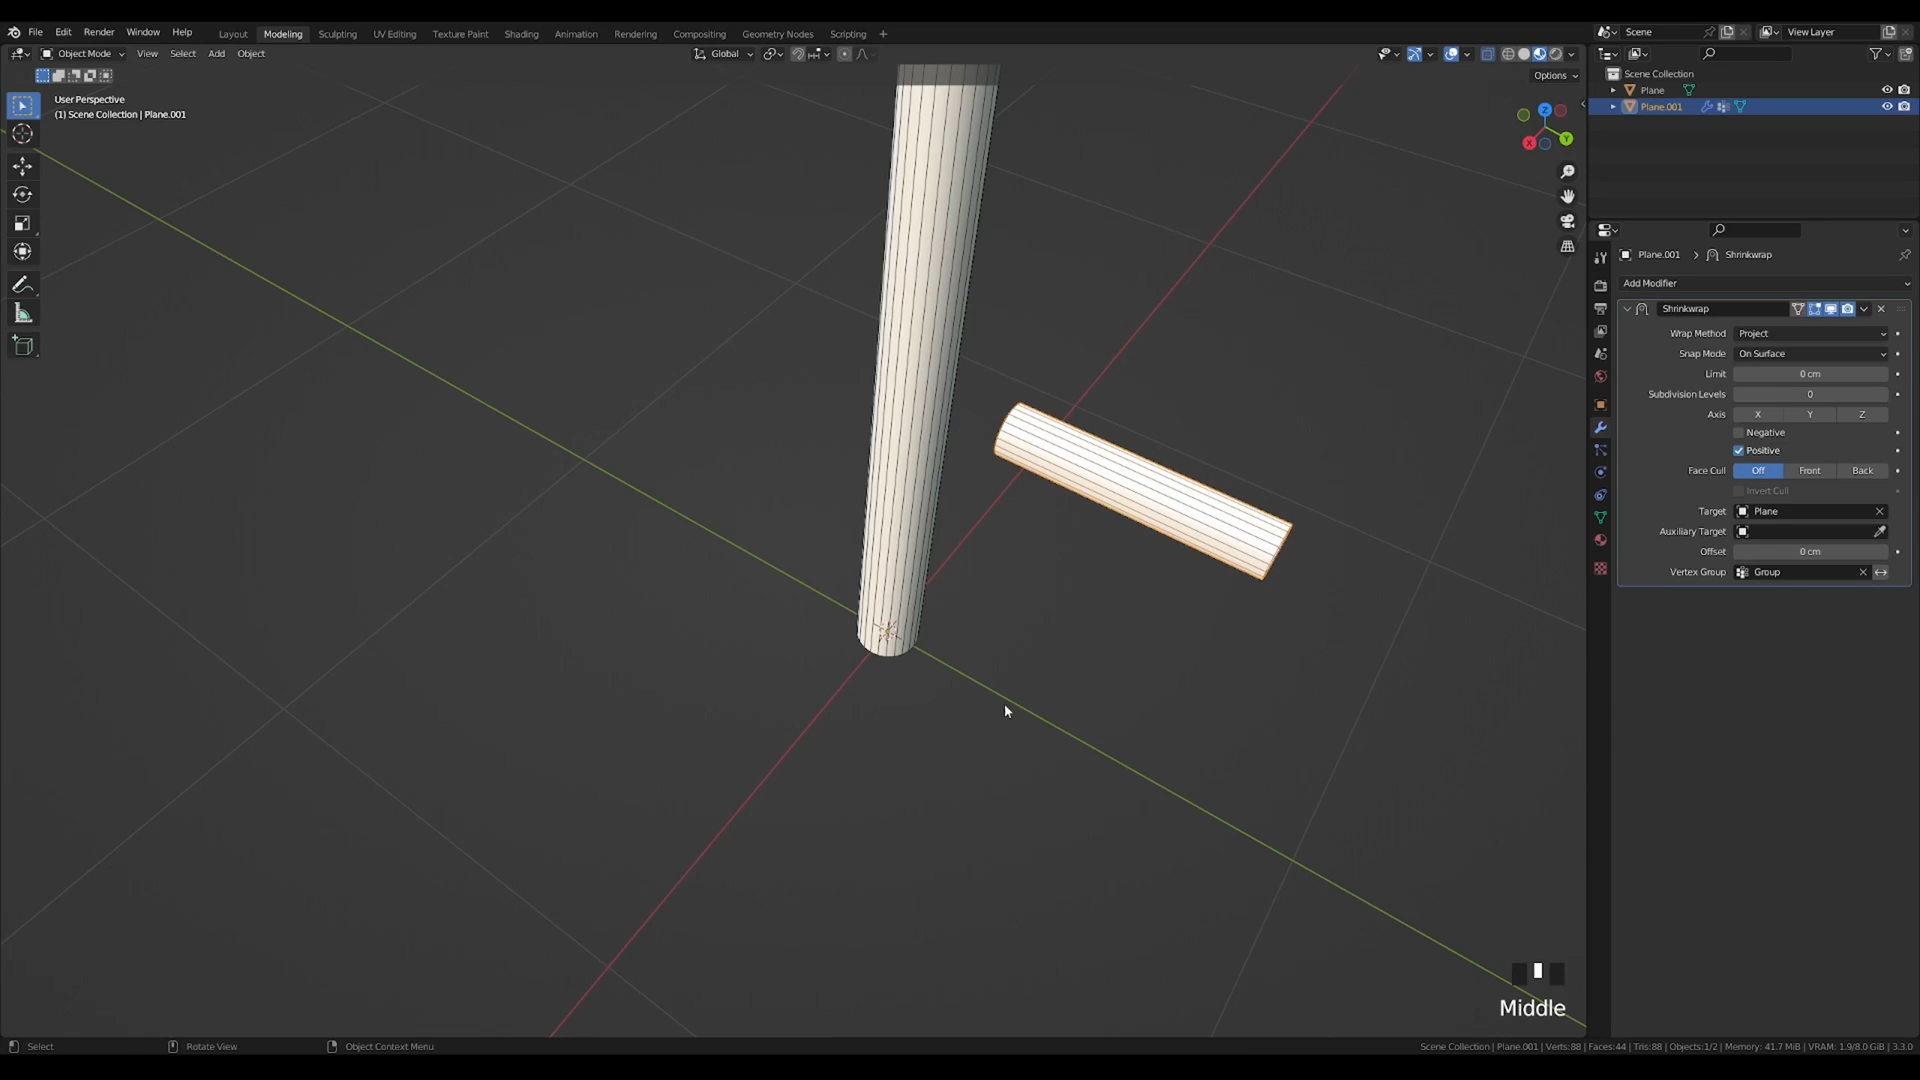 File Edit Render Window Help Layout Modeling Sculpting UV Editing Texture Paint Shading Animation Rendering Compositing Geometry Nodes Scripting + Scene View Layer
Object Mode View Select Add Object Global
Options
User Perspective
(1) Scene Collection | Plane.001
Z
Y
X
Scene Collection
Plane
Plane.001
Plane.001 > Shrinkwrap
Add Modifier
Shrinkwrap
Wrap Method Project
Snap Mode On Surface
Limit 0 cm
Subdivision Levels 0
Axis X Y Z
Negative
Positive
Face Cull Off Front Back
Invert Cull
Target Plane
Auxiliary Target
Offset 0 cm
Vertex Group Group
Middle
Select Rotate View Object Context Menu Scene Collection | Plane.001 | Verts:88 | Faces:44 | Tris:88 | Objects:1/2 | Memory: 41.7 MiB | VRAM: 1.9/8.0 GiB | 3.3.0